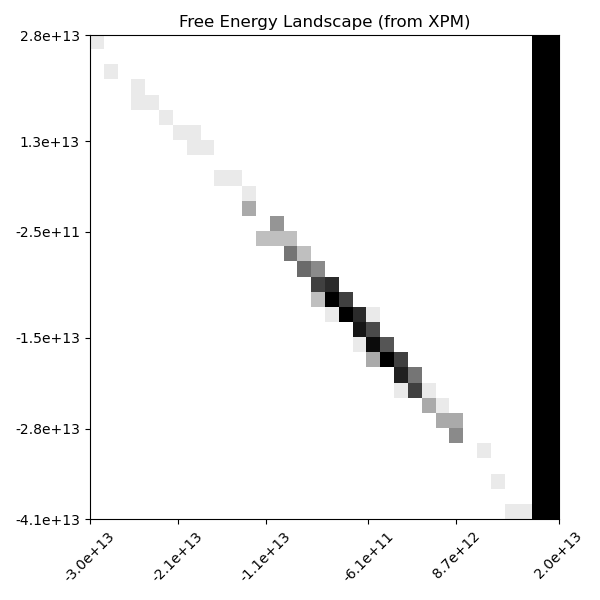 Free Energy Landscape (from XPM)
2.8e+13
1.3e+13
-2.5e+11
-1.5e+13
-2.8e+13
-4.1e+13
-3.0e+13
-2.1e+13
-1.1e+13
-6.1e+11
8.7e+12
2.0e+13